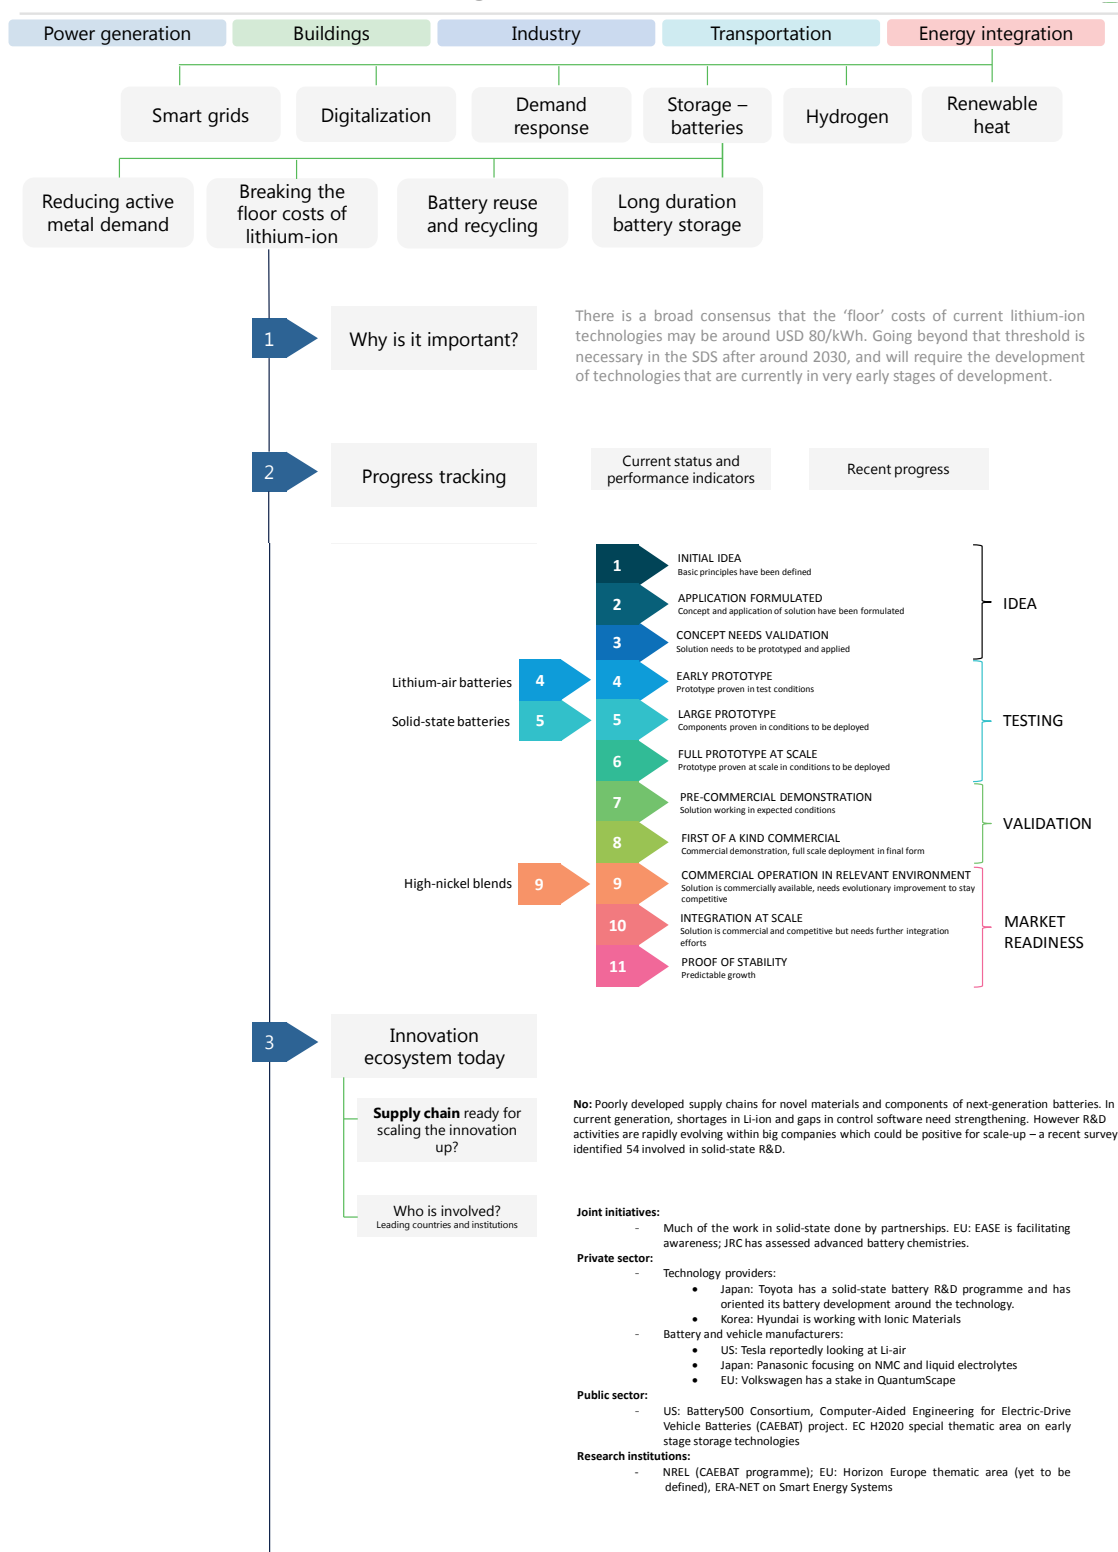 Power generation
Buildings
Industry
Transportation
Energy integration
Smart grids
Digitalization
Demand
response
Storage –
batteries
Hydrogen
Renewable
heat
Reducing active
metal demand
Breaking the
floor costs of
lithium-ion
Battery reuse
and recycling
Long duration
battery storage
1
Why is it important?
There is a broad consensus that the ‘floor’ costs of current lithium-ion
technologies may be around USD 80/kWh. Going beyond that threshold is
necessary in the SDS after around 2030, and will require the development
of technologies that are currently in very early stages of development.
2
Progress tracking
Current status and
performance indicators
Recent progress
1
INITIAL IDEA
Basic principles have been defined
2
APPLICATION FORMULATED
Concept and application of solution have been formulated
3
CONCEPT NEEDS VALIDATION
Solution needs to be prototyped and applied
IDEA
Lithium-air batteries
4
4
EARLY PROTOTYPE
Prototype proven in test conditions
Solid-state batteries
5
5
LARGE PROTOTYPE
Components proven in conditions to be deployed
6
FULL PROTOTYPE AT SCALE
Prototype proven at scale in conditions to be deployed
TESTING
7
PRE-COMMERCIAL DEMONSTRATION
Solution working in expected conditions
8
FIRST OF A KIND COMMERCIAL
Commercial demonstration, full scale deployment in final form
VALIDATION
High-nickel blends
9
9
COMMERCIAL OPERATION IN RELEVANT ENVIRONMENT
Solution is commercially available, needs evolutionary improvement to stay
competitive
10
INTEGRATION AT SCALE
Solution is commercial and competitive but needs further integration
efforts
11
PROOF OF STABILITY
Predictable growth
MARKET
READINESS
3
Innovation
ecosystem today
Supply chain ready for
scaling the innovation
up?
No: Poorly developed supply chains for novel materials and components of next-generation batteries. In
current generation, shortages in Li-ion and gaps in control software need strengthening. However R&D
activities are rapidly evolving within big companies which could be positive for scale-up – a recent survey
identified 54 involved in solid-state R&D.
Who is involved?
Leading countries and institutions
Joint initiatives:
- Much of the work in solid-state done by partnerships. EU: EASE is facilitating
awareness; JRC has assessed advanced battery chemistries.
Private sector:
- Technology providers:
• Japan: Toyota has a solid-state battery R&D programme and has
oriented its battery development around the technology.
• Korea: Hyundai is working with Ionic Materials
- Battery and vehicle manufacturers:
• US: Tesla reportedly looking at Li-air
• Japan: Panasonic focusing on NMC and liquid electrolytes
• EU: Volkswagen has a stake in QuantumScape
Public sector:
- US: Battery500 Consortium, Computer-Aided Engineering for Electric-Drive
Vehicle Batteries (CAEBAT) project. EC H2020 special thematic area on early
stage storage technologies
Research institutions:
- NREL (CAEBAT programme); EU: Horizon Europe thematic area (yet to be
defined), ERA-NET on Smart Energy Systems